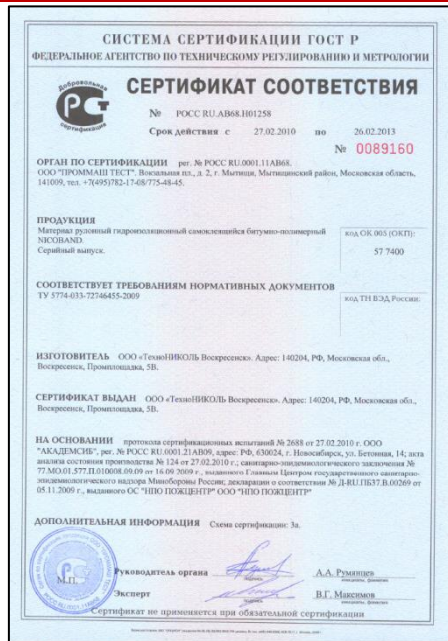 СИСТЕМА СЕРТИФИКАЦИИ ГОСТ Р
ФЕДЕРАЛЬНОЕ АГЕНТСТВО ПО ТЕХНИЧЕСКОМУ РЕГУЛИРОВАНИЮ И МЕТРОЛОГИИ
Добровольная
сертификация
СЕРТИФИКАТ СООТВЕТСТВИЯ
№ РОСС RU.АВ68.Н01258
Срок действия с 27.02.2010 по 26.02.2013
№ 0089160
ОРГАН ПО СЕРТИФИКАЦИИ рег. № РОСС RU.0001.11АВ68.
ООО "ПРОММАШ ТЕСТ". Вокзальная пл., д. 2, г. Мытищи, Мытищинский район, Московская область,
141009, тел. +7(495)782-17-08/775-48-45.
ПРОДУКЦИЯ
Материал рулонный гидроизоляционный самоклеящийся битумно-полимерный
NICOBAND.
Серийный выпуск.
код ОК 005 (ОКП):
57 7400
СООТВЕТСТВУЕТ ТРЕБОВАНИЯМ НОРМАТИВНЫХ ДОКУМЕНТОВ
ТУ 5774-033-72746455-2009
код ТН ВЭД России:
ИЗГОТОВИТЕЛЬ ООО «ТехноНИКОЛЬ Воскресенск». Адрес: 140204, РФ, Московская обл.,
Воскресенск, Промплощадка, 5В.
СЕРТИФИКАТ ВЫДАН ООО «ТехноНИКОЛЬ Воскресенск». Адрес: 140204, РФ, Московская обл.,
Воскресенск, Промплощадка, 5В.
НА ОСНОВАНИИ протокола сертификационных испытаний № 2688 от 27.02.2010 г. ООО
"АКАДЕМСИБ", рег. № РОСС RU.0001.21АВ09, адрес: РФ, 630024, г. Новосибирск, ул. Бетонная, 14; акта
анализа состояния производства № 124 от 27.02.2010 г.; санитарно-эпидемиологического заключения №
77.МО.01.577.П.010008.09.09 от 16.09.2009 г., выданного Главным Центром государственного санитарно-
эпидемиологического надзора Минобороны России; декларации о соответствии № Д-RU.ПБ37.В.00269 от
05.11.2009 г., выданного ОС "НПО ПОЖЦЕНТР" ООО "НПО ПОЖЦЕНТР"
ДОПОЛНИТЕЛЬНАЯ ИНФОРМАЦИЯ Схема сертификации: 3а.
М.П.
Руководитель органа
А.А. Румянцев
Эксперт
В.Г. Максимов
Сертификат не применяется при обязательной сертификации